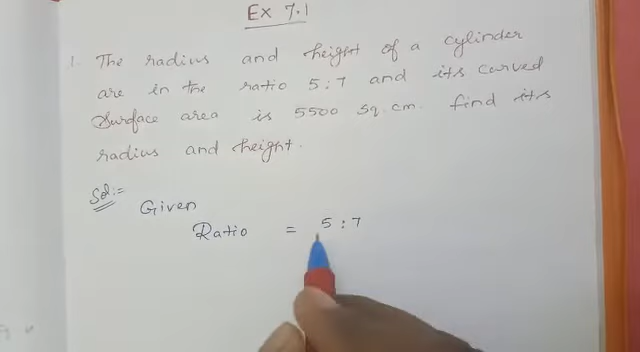 Ex 7.1
1. The radius and height of a cylinder
are in the ratio 5:7 and its curved
Surface area is 5500 sq.cm. find its
radius and height.
Sol:=
Given
Ratio = 5:7